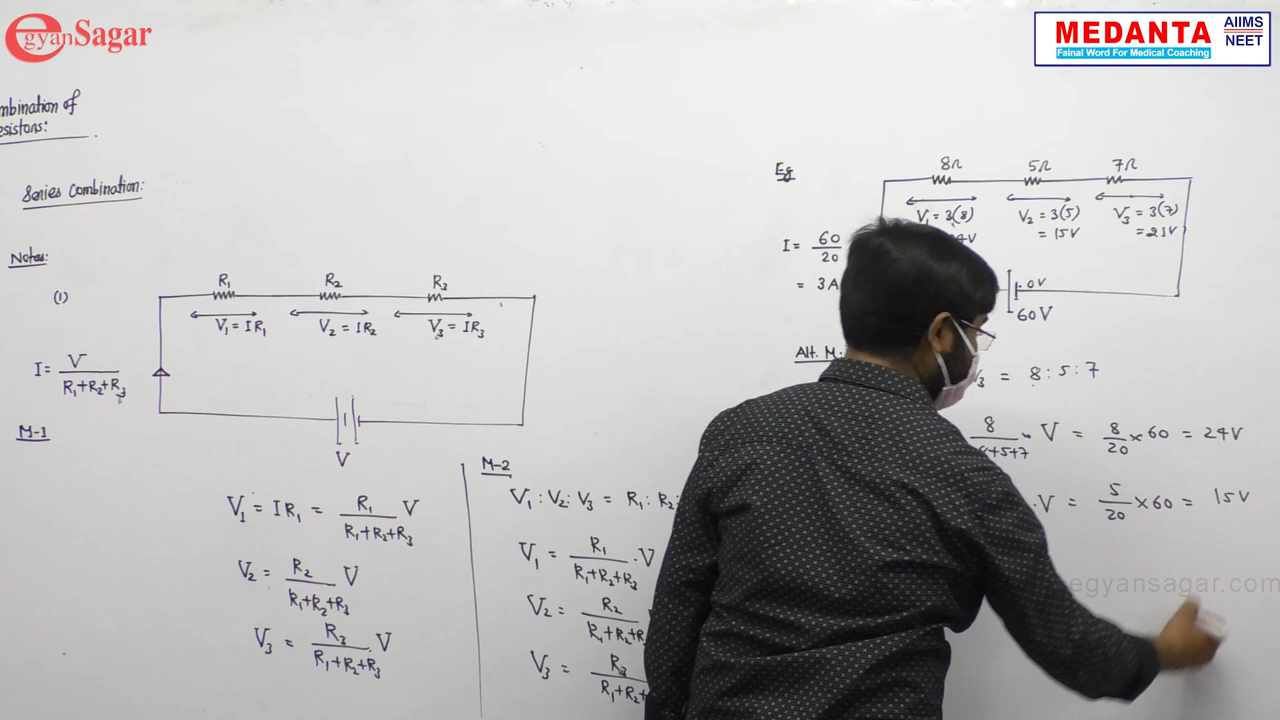 egyanSagar
MEDANTA
AIIMS
NEET
Fainal Word For Medical Coaching
mbination of
esistors:
Series Combination:
Notes:
(1)
R1 R2 R3
V1 = IR1 V2 = IR2 V3 = IR3
I = V / R1+R2+R3
V
M-1
V1 = IR1 = R1 / R1+R2+R3 V
V2 = R2 / R1+R2+R3 V
V3 = R3 / R1+R2+R3 . V
M-2
V1 : V2 : V3 = R1 : R2 :
V1 = R1 / R1+R2+R3 . V
V2 = R2 / R1+R2+R
V3 = R3 / R1+R2+
Eg
8Ω 5Ω 7Ω
V1 = 3(8) V2 = 3(5) V3 = 3(7)
4V = 15V = 21V
I = 60 / 20
= 3A
0V
60V
Alt. M.
3 = 8 : 5 : 7
8 / +5+7 . V = 8 / 20 × 60 = 24V
.V = 5 / 20 × 60 = 15V
egyansagar.com